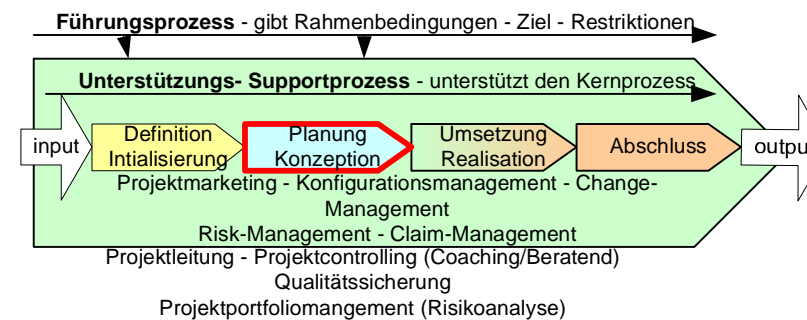 Führungsprozess - gibt Rahmenbedingungen - Ziel - Restriktionen
Unterstützungs- Supportprozess - unterstützt den Kernprozess
input
Definition
Intialisierung
Planung
Konzeption
Umsetzung
Realisation
Abschluss
outpu
Projektmarketing - Konfigurationsmanagement - Change-
Management
Risk-Management - Claim-Management
Projektleitung - Projektcontrolling (Coaching/Beratend)
Qualitätssicherung
Projektportfoliomangement (Risikoanalyse)